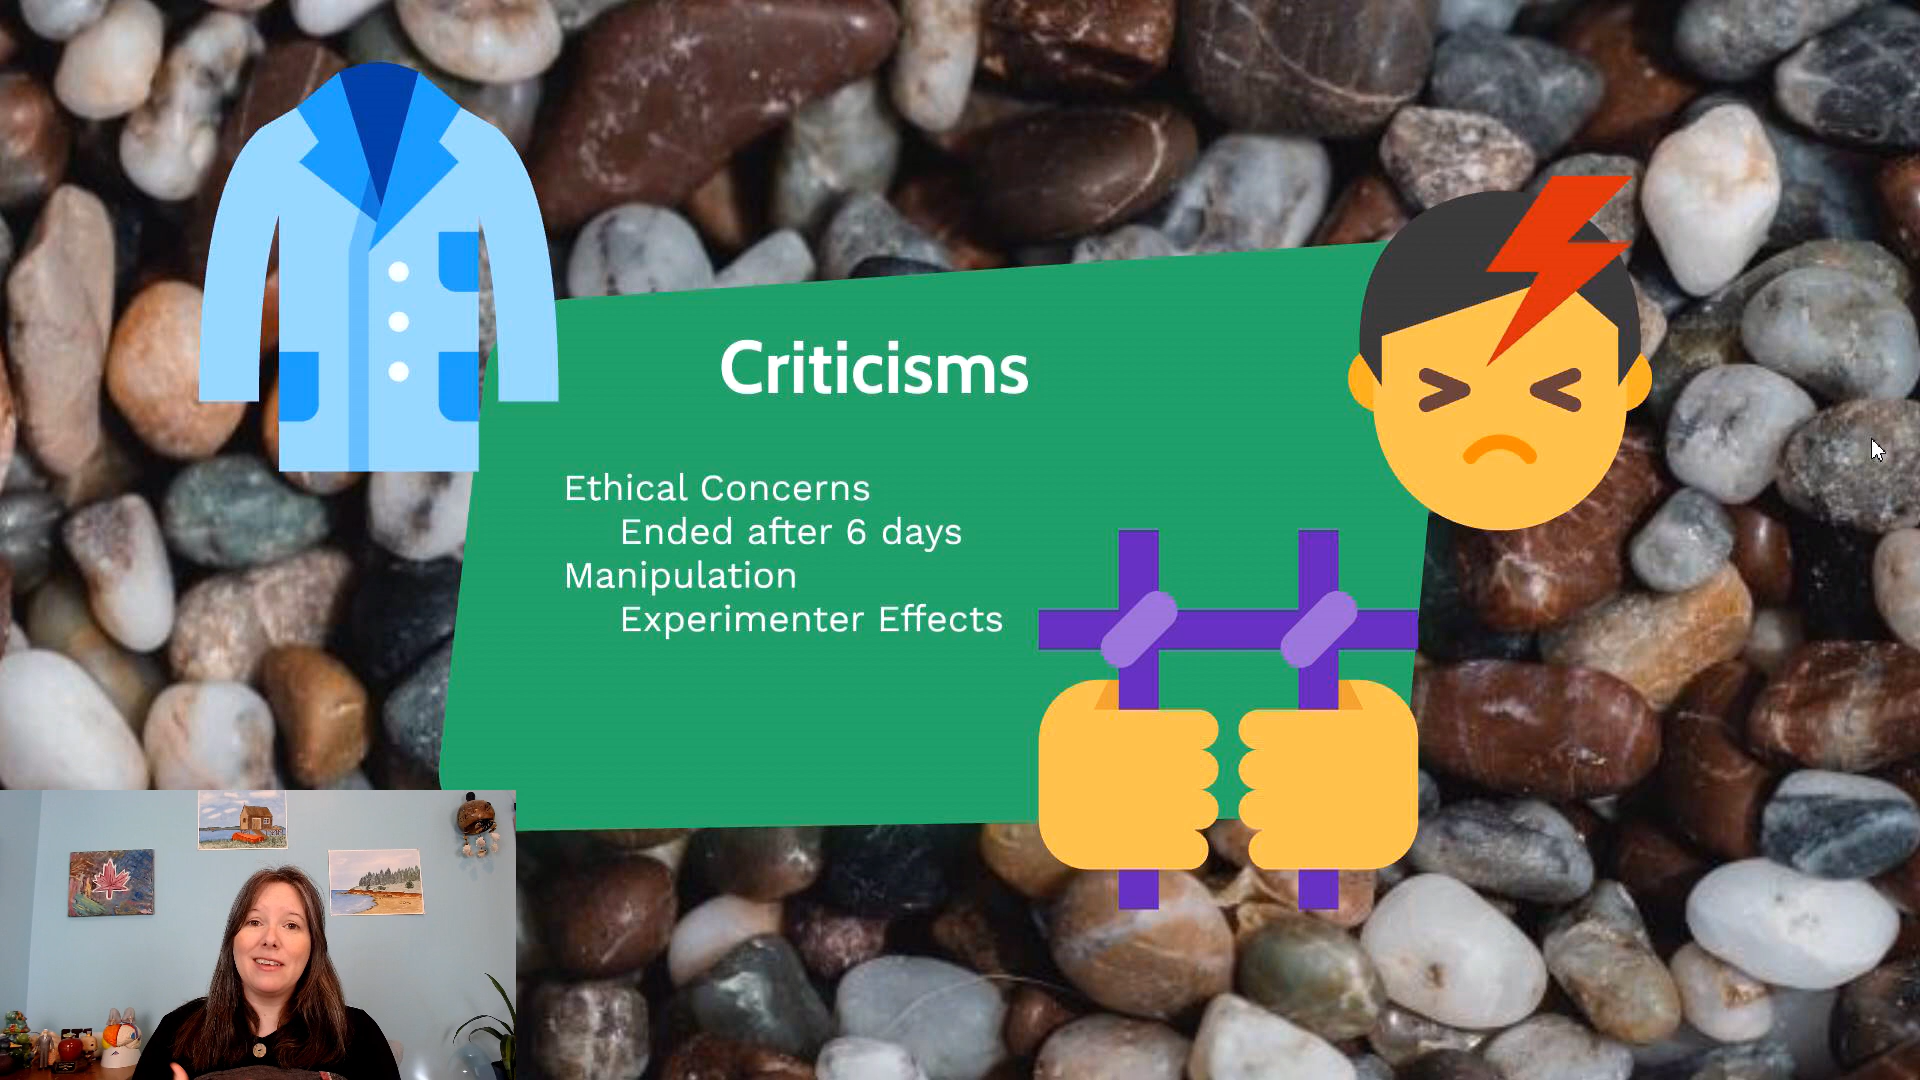 Criticisms
Ethical Concerns
Ended after 6 days
Manipulation
Experimenter Effects